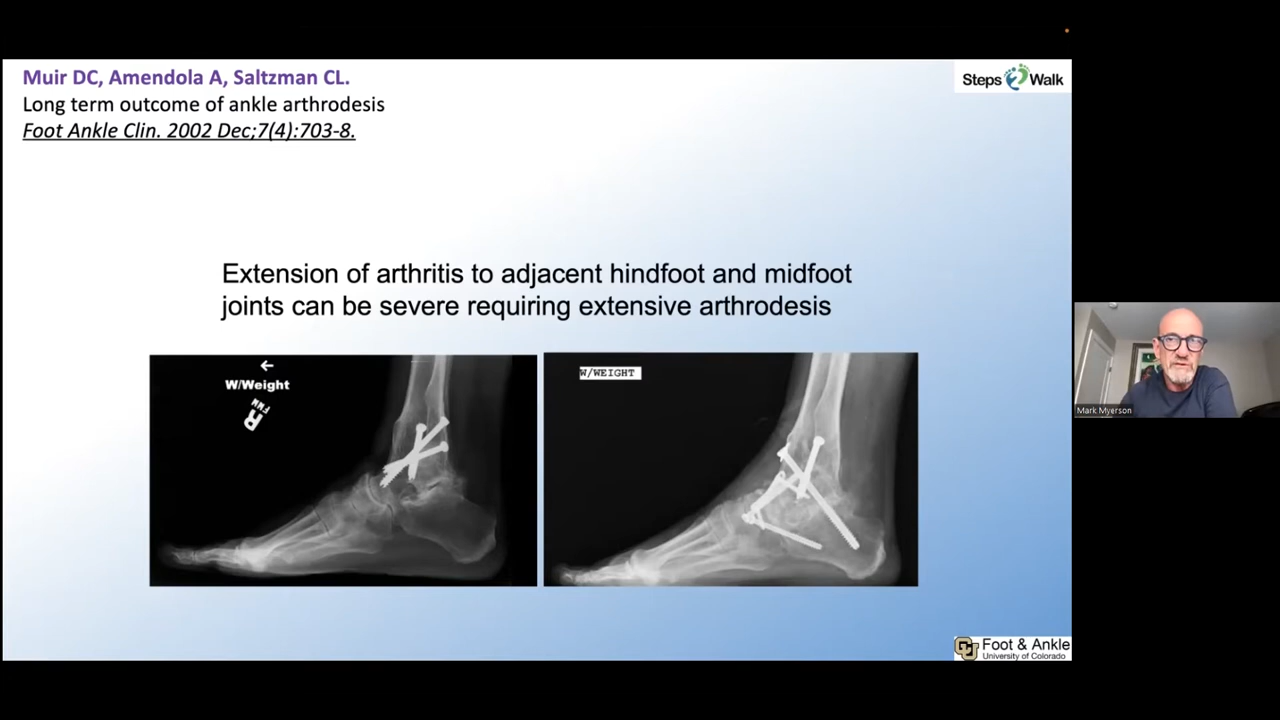 Muir DC, Amendola A, Saltzman CL.
Long term outcome of ankle arthrodesis
Foot Ankle Clin. 2002 Dec;7(4):703-8.
Steps2Walk
Extension of arthritis to adjacent hindfoot and midfoot
joints can be severe requiring extensive arthrodesis
W/Weight
R FMM
W/WEIGHT
Mark Myerson
CU Foot & Ankle
University of Colorado